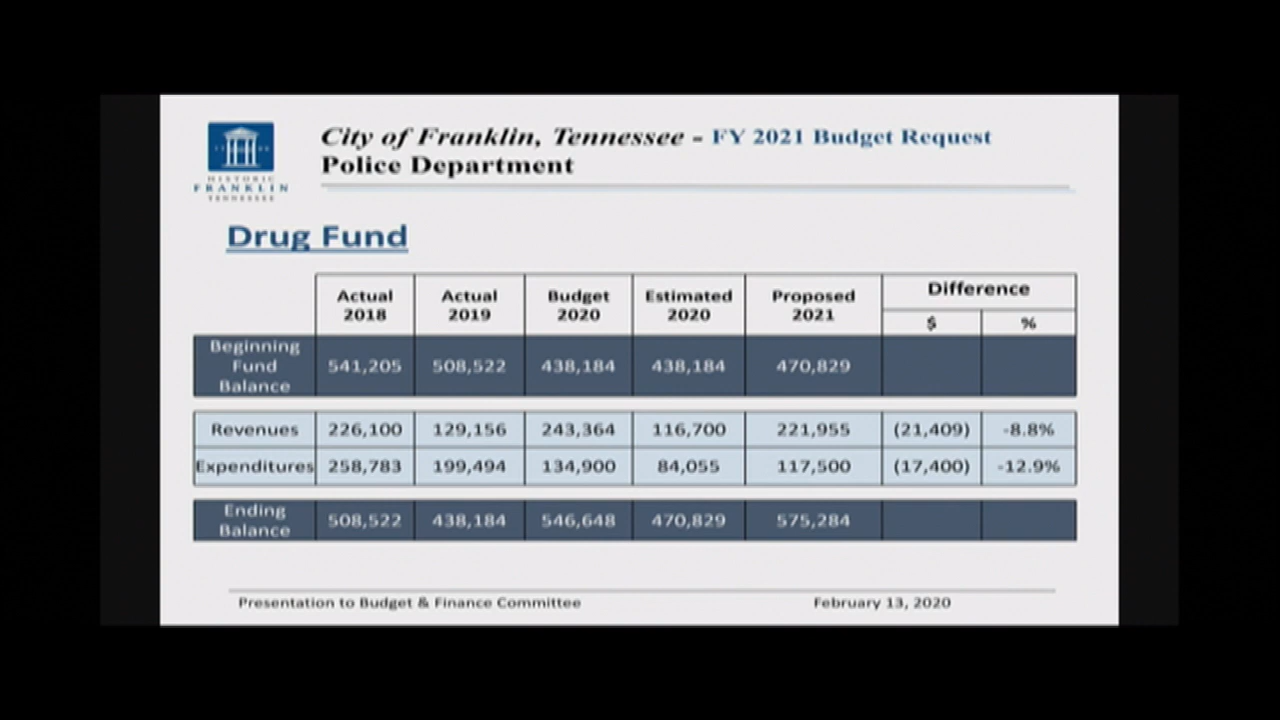 City of Franklin, Tennessee - FY 2021 Budget Request
Police Department
HISTORIC
FRANKLIN
TENNESSEE
Drug Fund
Actual 2018 Actual 2019 Budget 2020 Estimated 2020 Proposed 2021 Difference
$ %
Beginning Fund Balance 541,205 508,522 438,184 438,184 470,829
Revenues 226,100 129,156 243,364 116,700 221,955 (21,409) -8.8%
Expenditures 258,783 199,494 134,900 84,055 117,500 (17,400) -12.9%
Ending Balance 508,522 438,184 546,648 470,829 575,284
Presentation to Budget & Finance Committee February 13, 2020